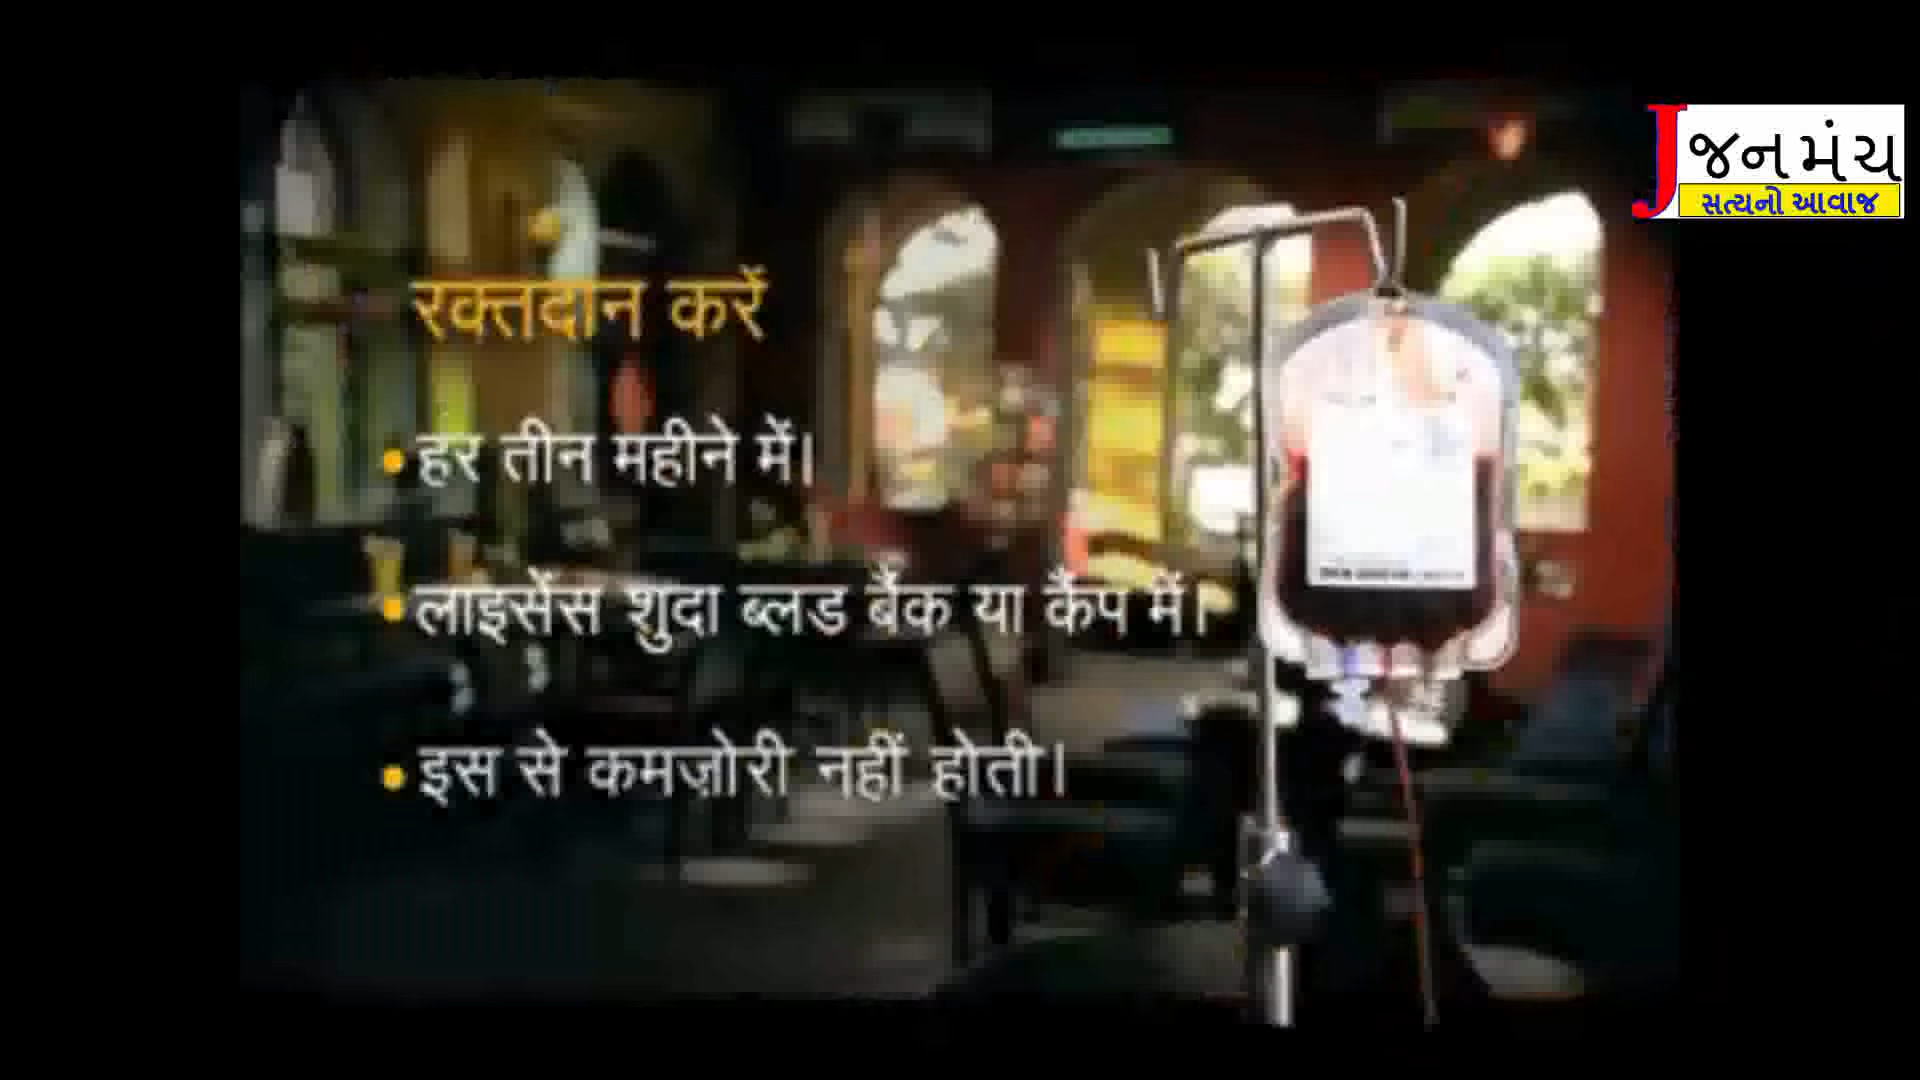 જનમંચ
સત્યનો આવાજ
रक्तदान करें
• हर तीन महीने में।
• लाइसेंस शुदा ब्लड बैंक या कैंप में।
• इस से कमज़ोरी नहीं होती।